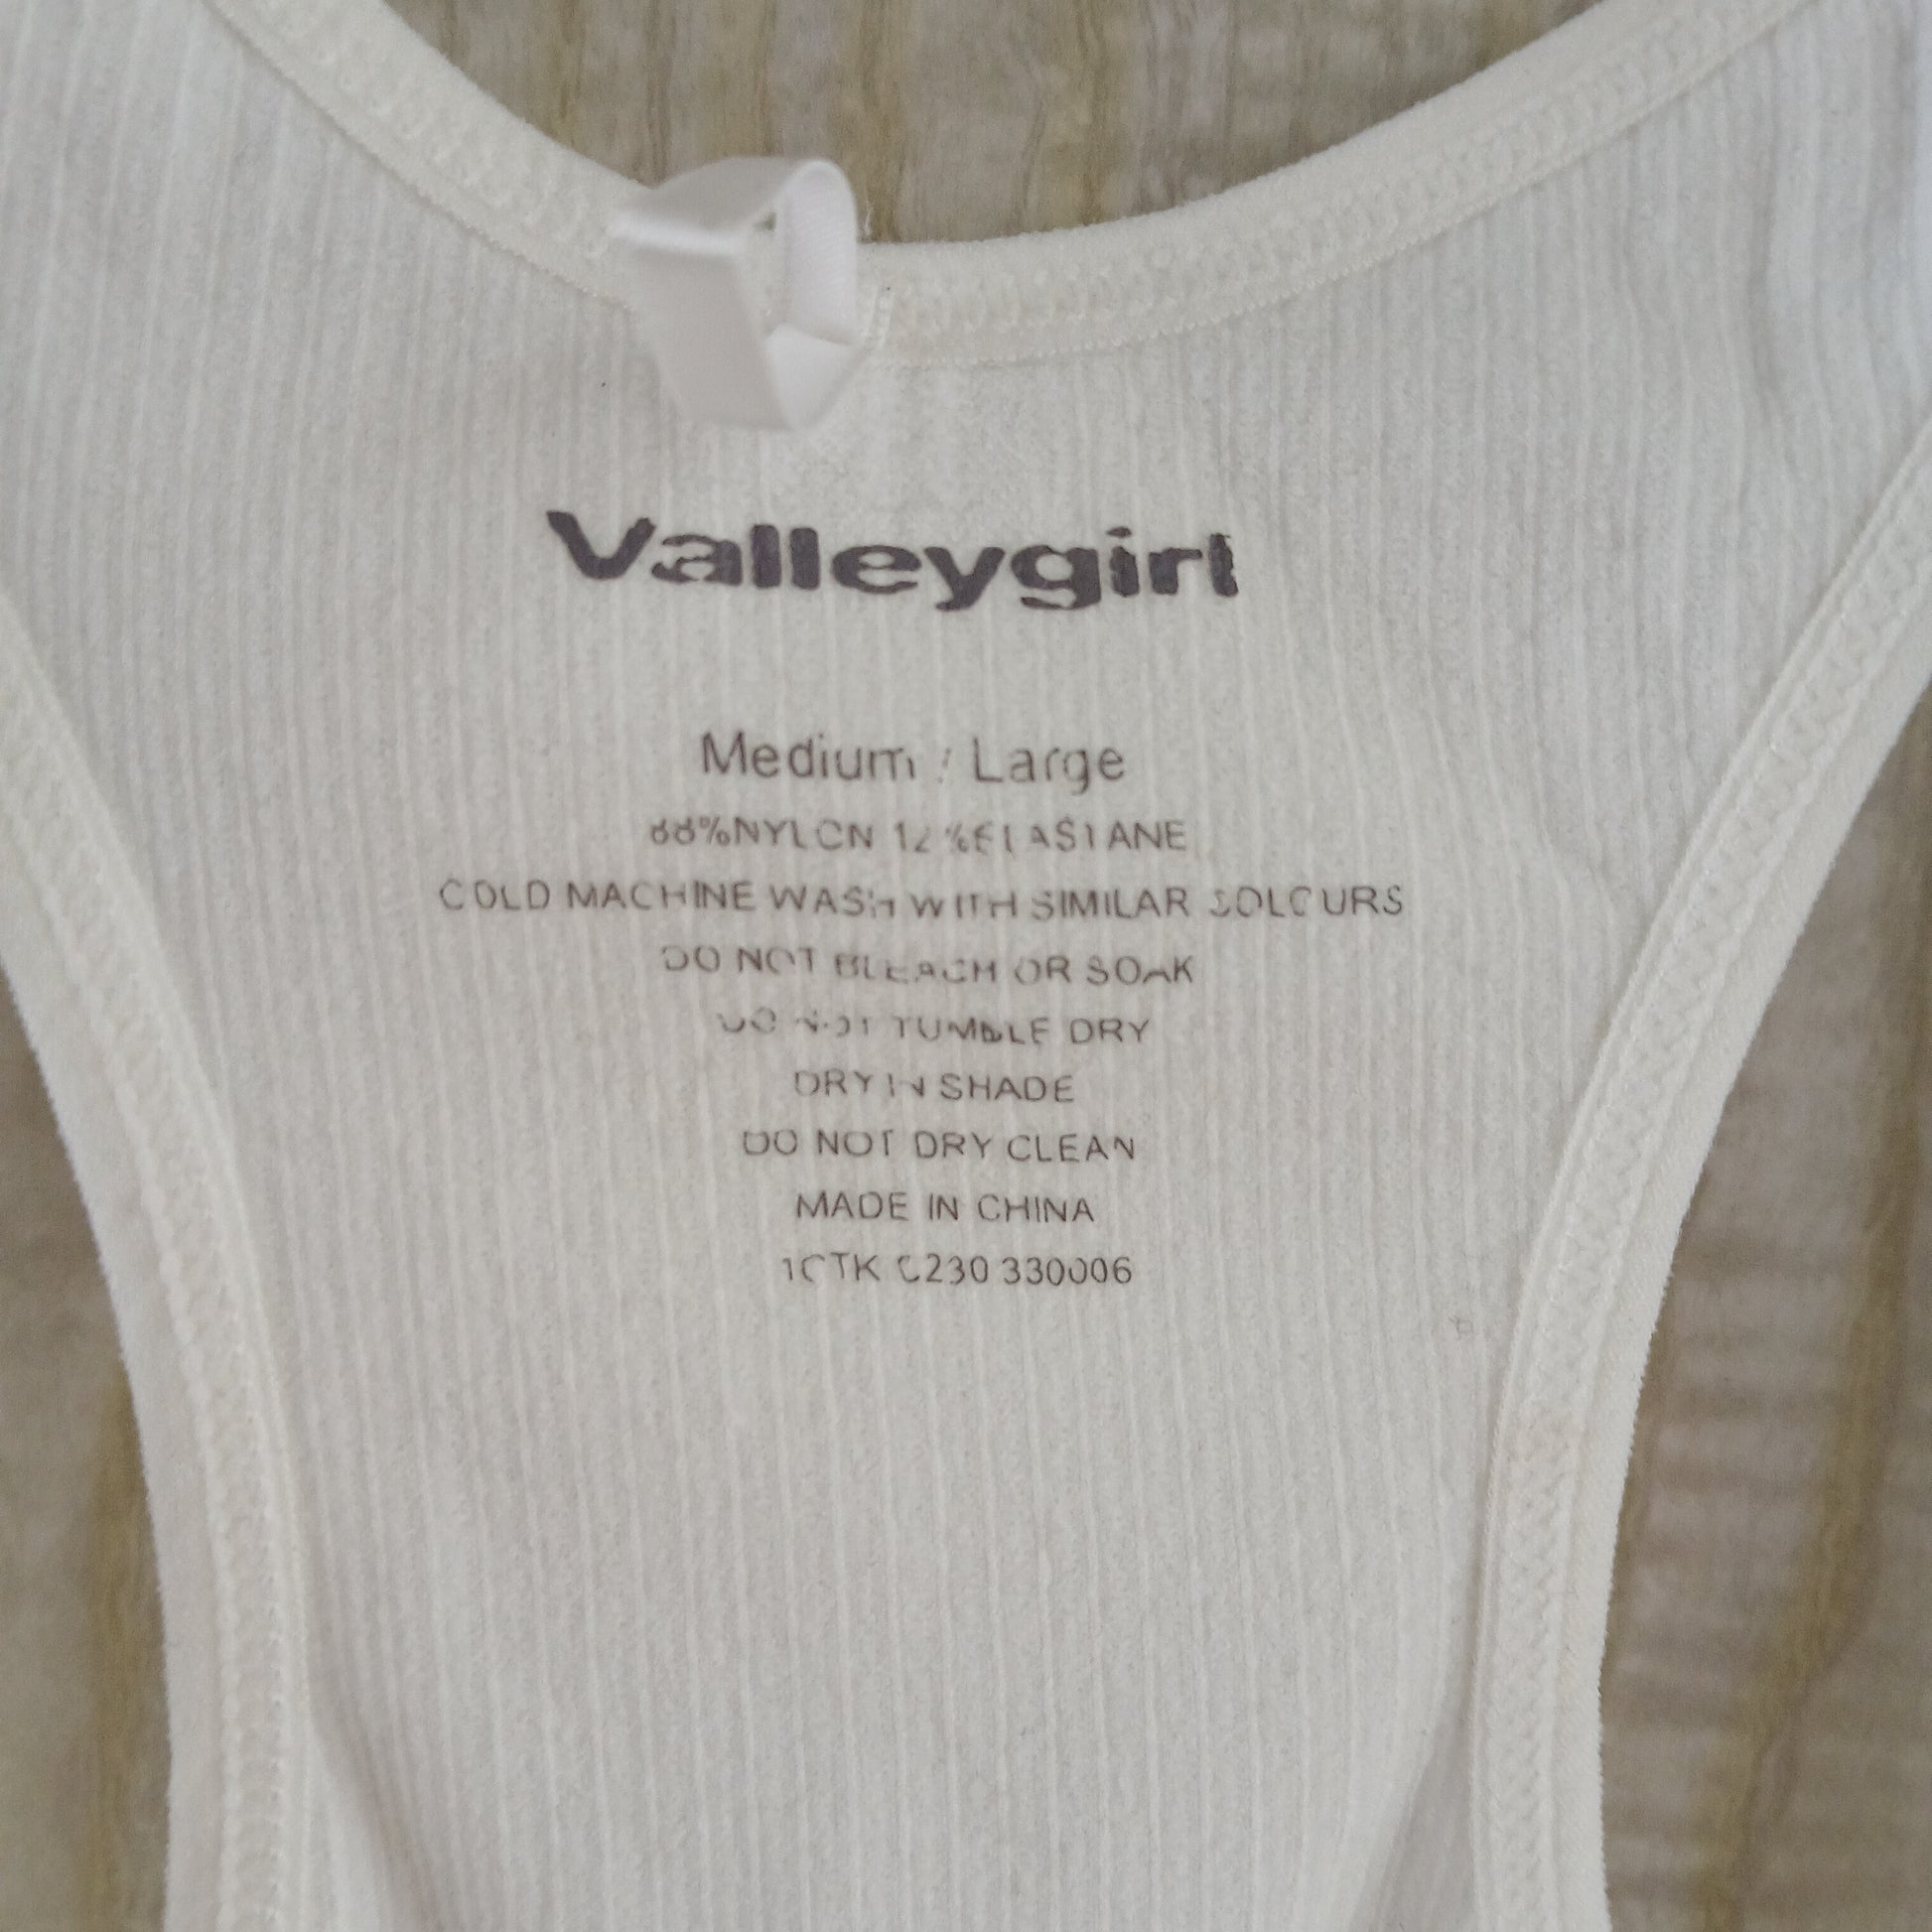 Valleygirl
Medium / Large
88%NYLON 12%ELASTANE
COLD MACHINE WASH WITH SIMILAR COLOURS
DO NOT BLEACH OR SOAK
DO NOT TUMBLE DRY
DRY IN SHADE
DO NOT DRY CLEAN
MADE IN CHINA
330006